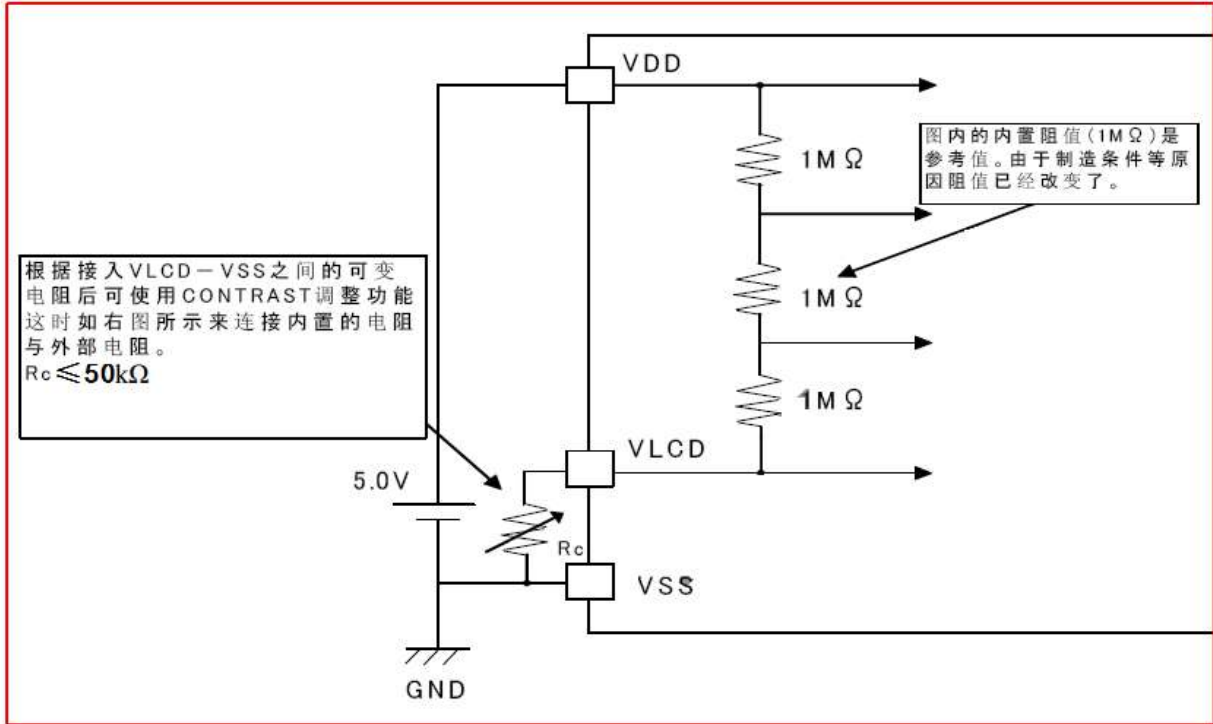 VDD
1MΩ
图内的内置阻值(1MΩ)是
参考值。由于制造条件等原
因阻值已经改变了。
根据接入VLCD－VSS之间的可变
电阻后可使用CONTRAST调整功能
这时如右图所示来连接内置的电阻
与外部电阻。
Rc≤50kΩ
1MΩ
1MΩ
VLCD
5.0V
Rc
VSS
GND